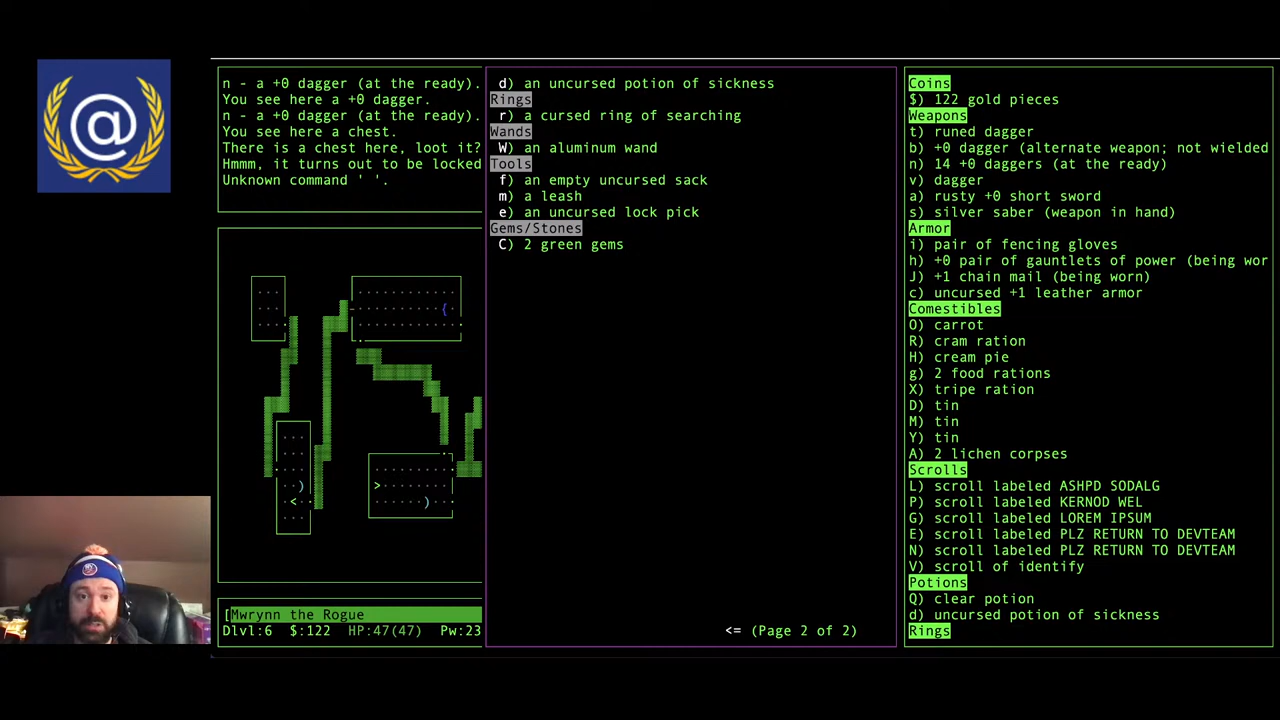 @
n - a +0 dagger (at the ready).
You see here a +0 dagger.
n - a +0 dagger (at the ready).
You see here a chest.
There is a chest here, loot it?
Hmmm, it turns out to be locked
Unknown command ' '.
[Mwrynn the Rogue
Dlvl:6 $:122 HP:47(47) Pw:23
d) an uncursed potion of sickness
Rings
r) a cursed ring of searching
Wands
W) an aluminum wand
Tools
f) an empty uncursed sack
m) a leash
e) an uncursed lock pick
Gems/Stones
C) 2 green gems
<= (Page 2 of 2)
Coins
$) 122 gold pieces
Weapons
t) runed dagger
b) +0 dagger (alternate weapon; not wielded
n) 14 +0 daggers (at the ready)
v) dagger
a) rusty +0 short sword
s) silver saber (weapon in hand)
Armor
i) pair of fencing gloves
h) +0 pair of gauntlets of power (being wor
J) +1 chain mail (being worn)
c) uncursed +1 leather armor
Comestibles
O) carrot
R) cram ration
H) cream pie
g) 2 food rations
X) tripe ration
D) tin
M) tin
Y) tin
A) 2 lichen corpses
Scrolls
L) scroll labeled ASHPD SODALG
P) scroll labeled KERNOD WEL
G) scroll labeled LOREM IPSUM
E) scroll labeled PLZ RETURN TO DEVTEAM
N) scroll labeled PLZ RETURN TO DEVTEAM
V) scroll of identify
Potions
Q) clear potion
d) uncursed potion of sickness
Rings